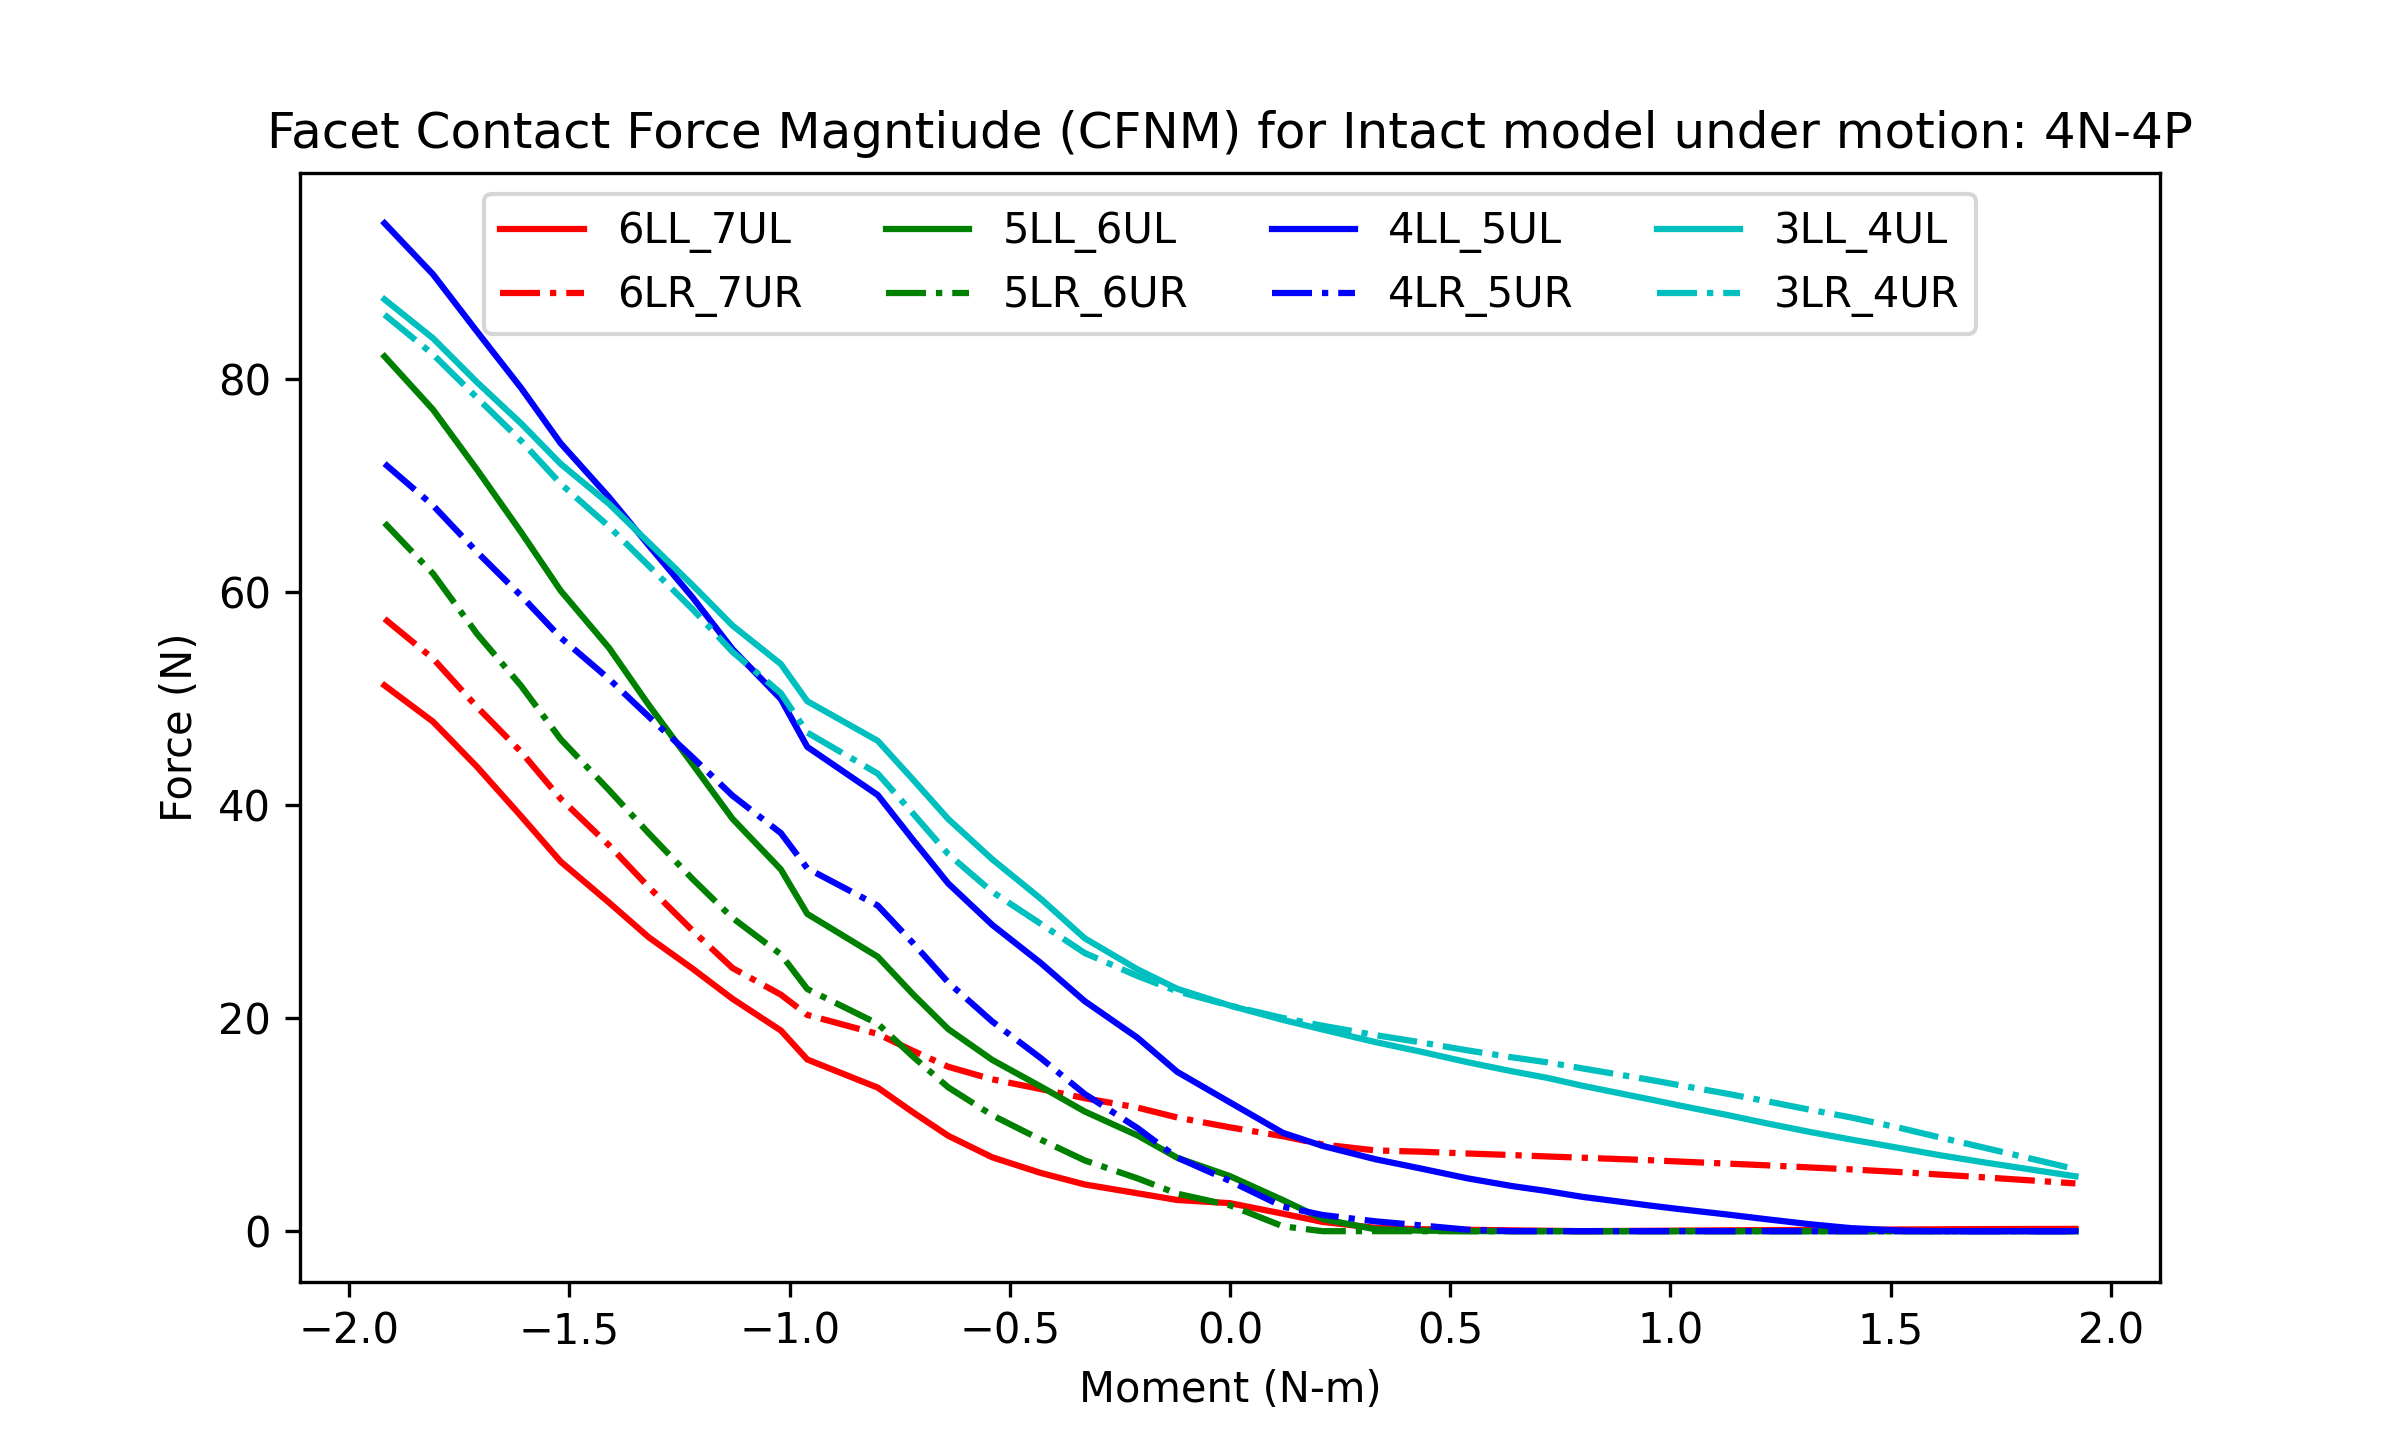 Facet Contact Force Magntiude (CFNM) for Intact model under motion: 4N-4P
6LL_7UL 5LL_6UL 4LL_5UL 3LL_4UL
6LR_7UR 5LR_6UR 4LR_5UR 3LR_4UR
80
60
40
20
0
Force (N)
−2.0 −1.5 −1.0 −0.5 0.0 0.5 1.0 1.5 2.0
Moment (N-m)